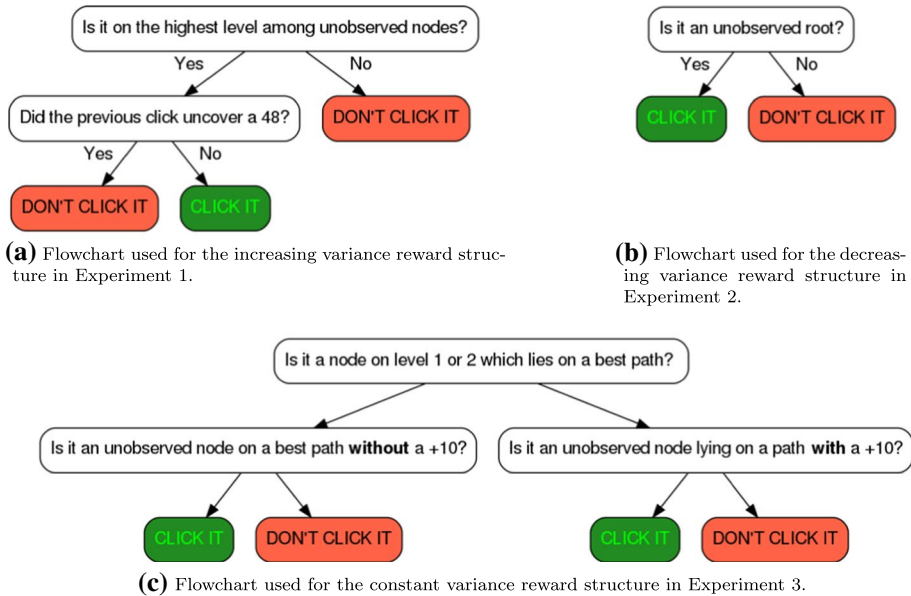 Is it on the highest level among unobserved nodes?
Yes
No
Did the previous click uncover a 48?
DON'T CLICK IT
Yes
No
DON'T CLICK IT
CLICK IT
(a) Flowchart used for the increasing variance reward struc-
ture in Experiment 1.
Is it an unobserved root?
Yes
No
CLICK IT
DON'T CLICK IT
(b) Flowchart used for the decreas-
ing variance reward structure in
Experiment 2.
Is it a node on level 1 or 2 which lies on a best path?
Is it an unobserved node on a best path without a +10?
Is it an unobserved node lying on a path with a +10?
CLICK IT
DON'T CLICK IT
CLICK IT
DON'T CLICK IT
(c) Flowchart used for the constant variance reward structure in Experiment 3.